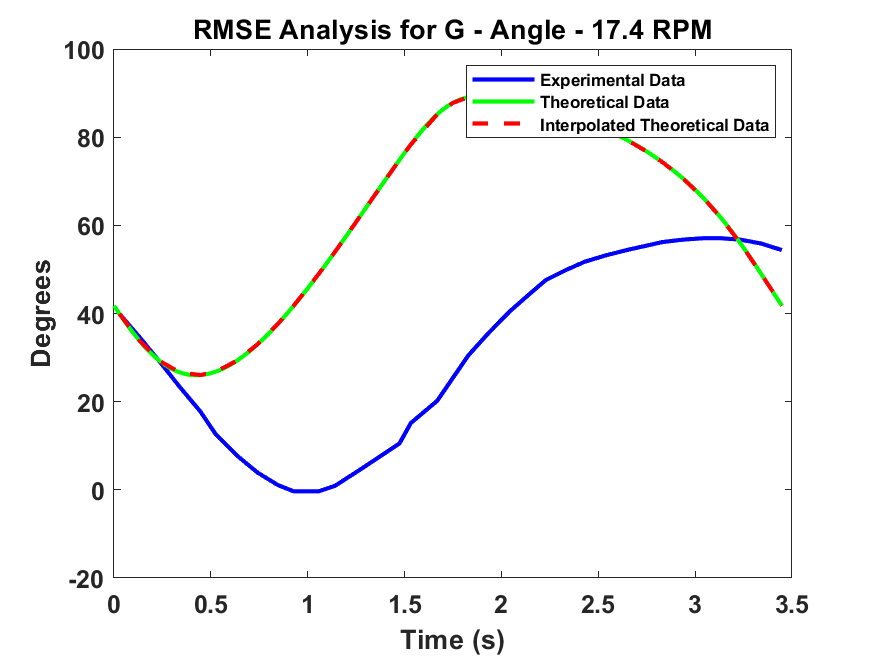 RMSE Analysis for G - Angle - 17.4 RPM
Experimental Data
Theoretical Data
Interpolated Theoretical Data
Degrees
100
80
60
40
20
0
-20
0 0.5 1 1.5 2 2.5 3 3.5
Time (s)